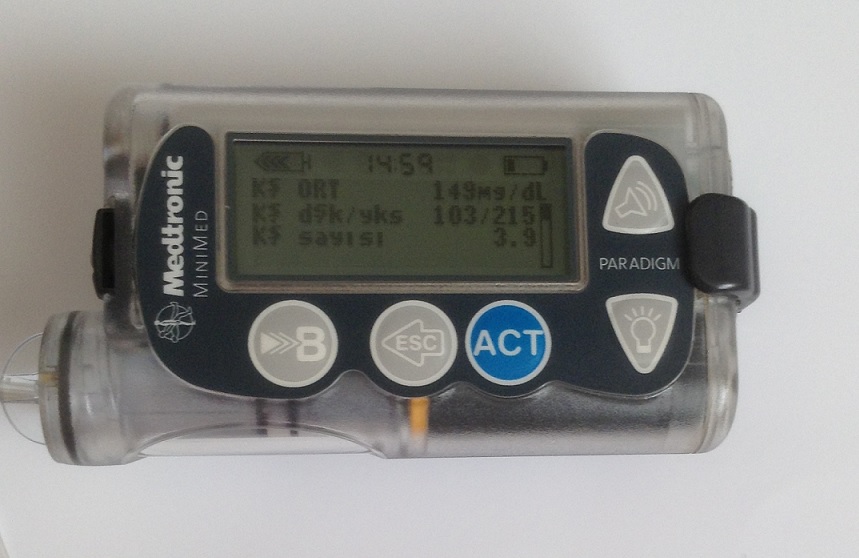 14:59
KŞ ORT 149mg/dL
KŞ dşk/yks 103/215
KŞ sayısı 3.9
Medtronic
MINIMED
PARADIGM
B
ESC
ACT